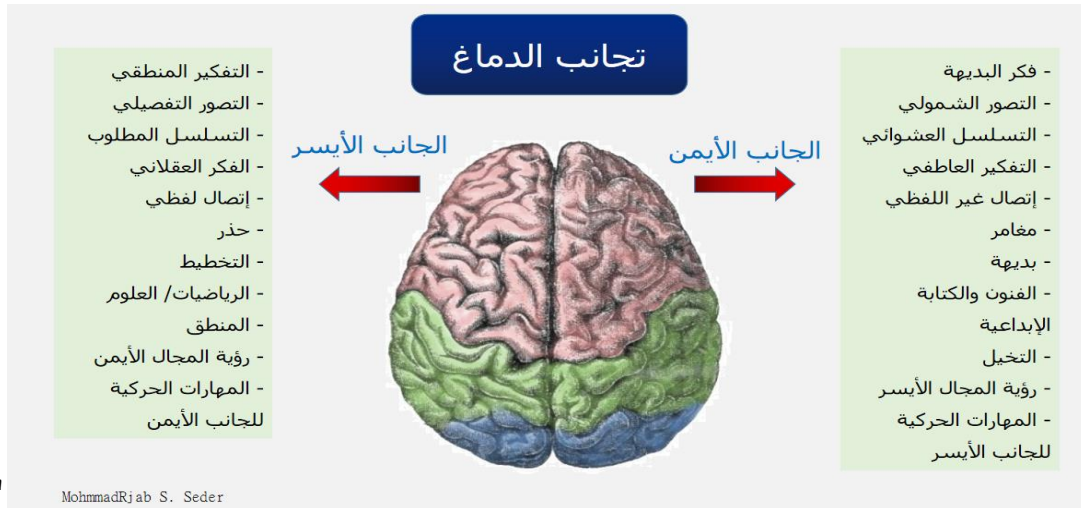 تجانب الدماغ
الجانب الأيمن
- فكر البديهة
- التصور الشمولي
- التسلسل العشوائي
- التفكير العاطفي
- إتصال غير اللفظي
- مغامر
- بديهة
- الفنون والكتابة
الإبداعية
- التخيل
- رؤية المجال الأيسر
- المهارات الحركية
للجانب الأيسر
الجانب الأيسر
- التفكير المنطقي
- التصور التفصيلي
- التسلسل المطلوب
- الفكر العقلاني
- إتصال لفظي
- حذر
- التخطيط
- الرياضيات/ العلوم
- المنطق
- رؤية المجال الأيمن
- المهارات الحركية
للجانب الأيمن
MohmmadRjab S. Seder